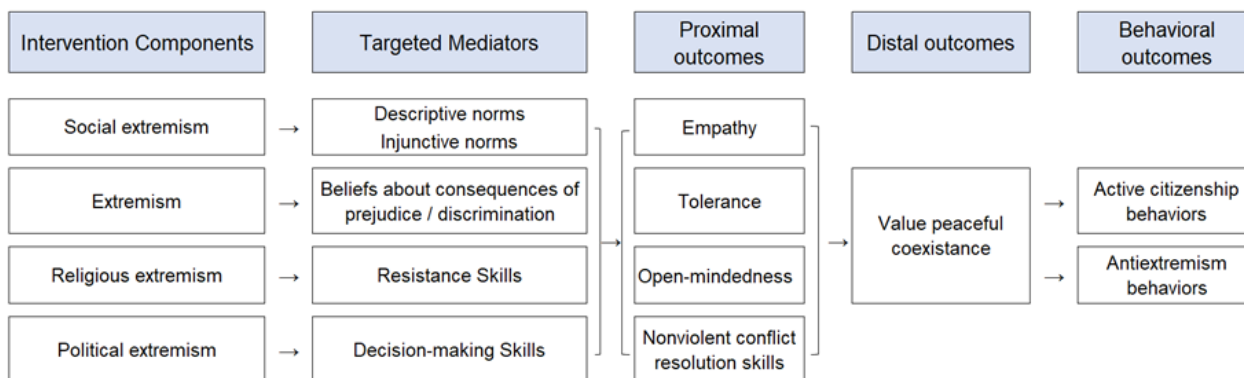 Intervention Components
Targeted Mediators
Proximal
outcomes
Distal outcomes
Behavioral
outcomes
Social extremism
→
Descriptive norms
Injunctive norms
Empathy
Extremism
→
Beliefs about consequences of
prejudice / discrimination
Tolerance
Religious extremism
→
Resistance Skills
Open-mindedness
Political extremism
→
Decision-making Skills
Nonviolent conflict
resolution skills
→
→
Value peaceful
coexistance
→
Active citizenship
behaviors
→
Antiextremism
behaviors